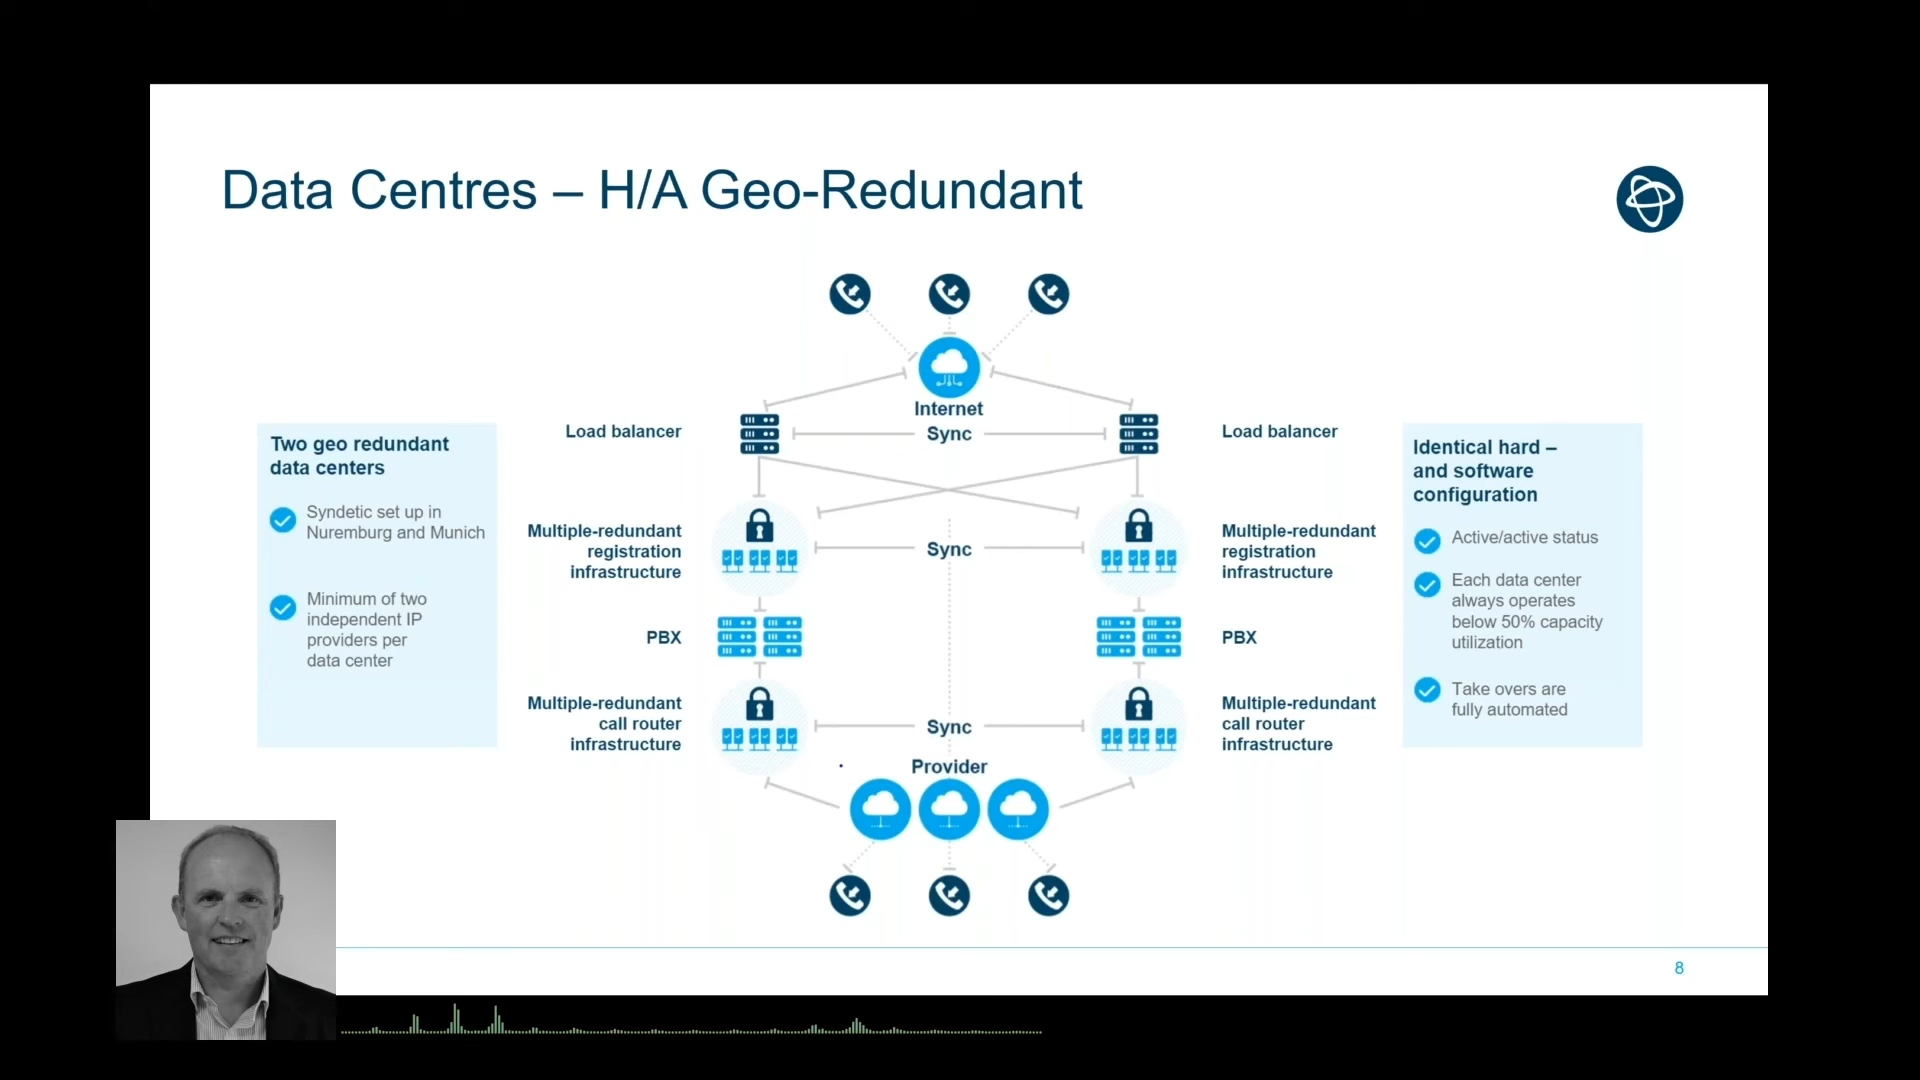 Data Centres – H/A Geo-Redundant
Internet
Load balancer
Sync
Load balancer
Two geo redundant
data centers
Syndetic set up in
Nuremburg and Munich
Minimum of two
independent IP
providers per
data center
Multiple-redundant
registration
infrastructure
Sync
Multiple-redundant
registration
infrastructure
PBX
PBX
Multiple-redundant
call router
infrastructure
Sync
Multiple-redundant
call router
infrastructure
Provider
Identical hard –
and software
configuration
Active/active status
Each data center
always operates
below 50% capacity
utilization
Take overs are
fully automated
8